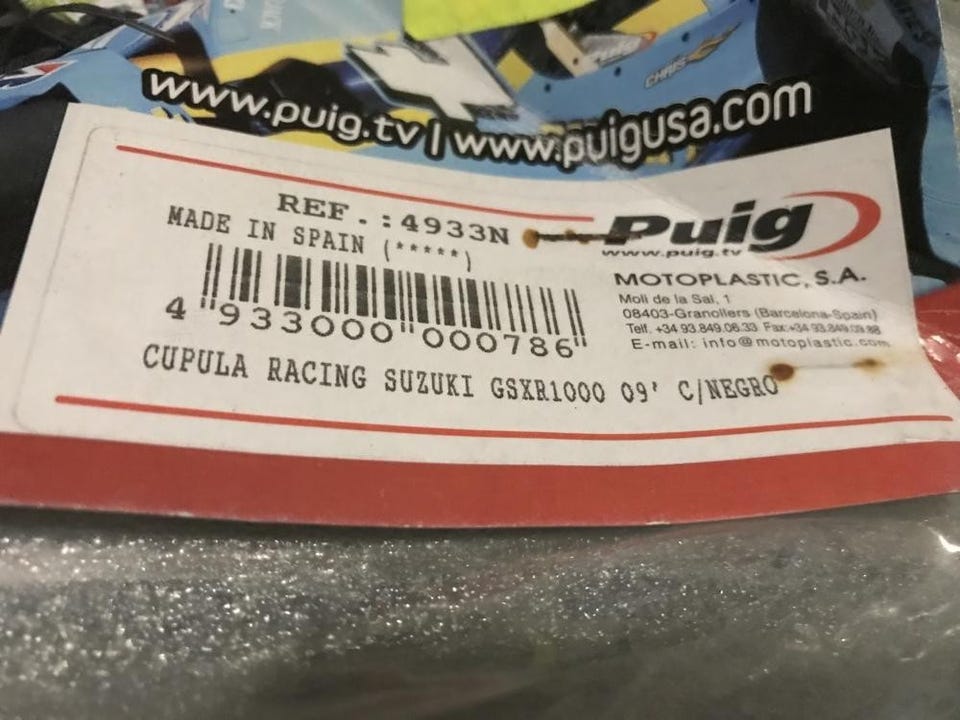 www.puig.tv | www.puigusa.com
REF.:4933N
MADE IN SPAIN (*****)
4"933000"000786"
CUPULA RACING SUZUKI GSXR1000 09' C/NEGRO
Puig
www.puig.tv
MOTOPLASTIC, S.A.
Moli de la Sal, 1
08403-Granollers (Barcelona-Spain)
Telf. +34 93.849.06.33 Fax:+34 93.849.09.88
E-mail: info@motoplastic.com
Puig
CHRIS